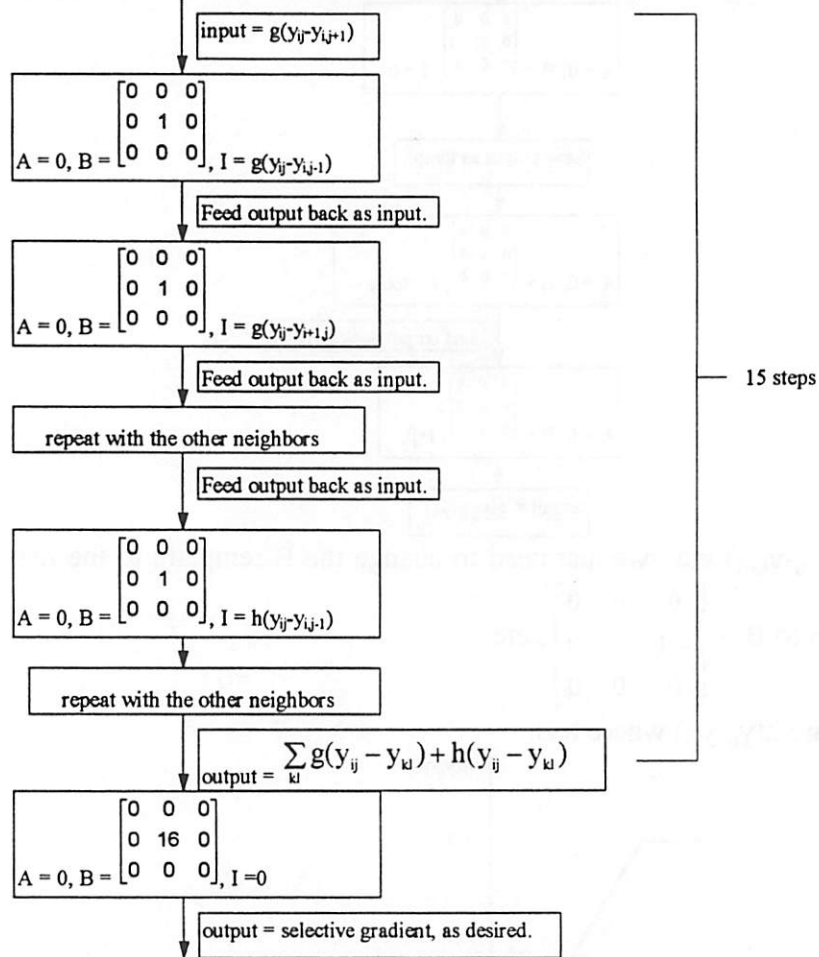 input = g(yij-yi,j+1)
0 0 0
0 1 0
0 0 0
A = 0, B = , I = g(yij-yi,j-1)
Feed output back as input.
0 0 0
0 1 0
0 0 0
A = 0, B = , I = g(yij-yi+1,j)
Feed output back as input.
15 steps
repeat with the other neighbors
Feed output back as input.
0 0 0
0 1 0
0 0 0
A = 0, B = , I = h(yij-yi,j-1)
repeat with the other neighbors
output = ∑kl g(yij − ykl) + h(yij − ykl)
0 0 0
0 16 0
0 0 0
A = 0, B = , I =0
output = selective gradient, as desired.